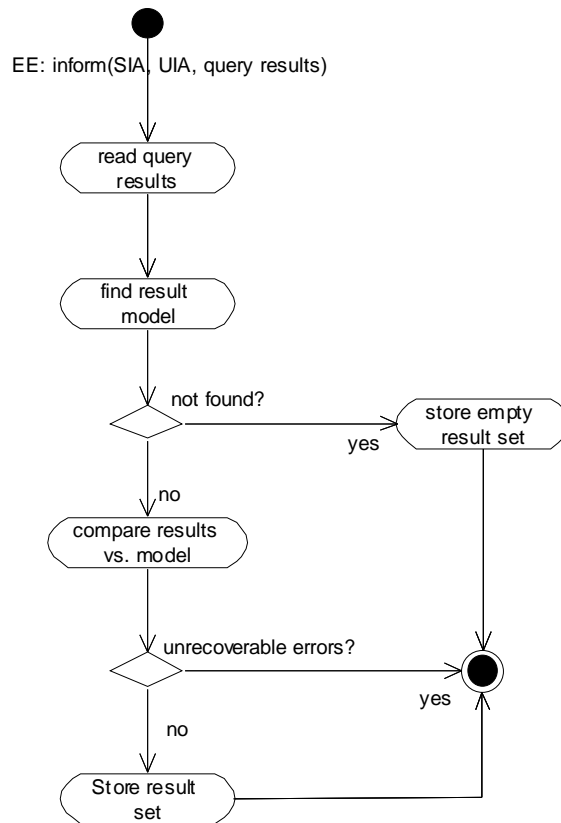 EE: inform(SIA, UIA, query results)
read query
results
find result
model
not found?
store empty
result set
yes
no
compare results
vs. model
unrecoverable errors?
yes
no
Store result
set